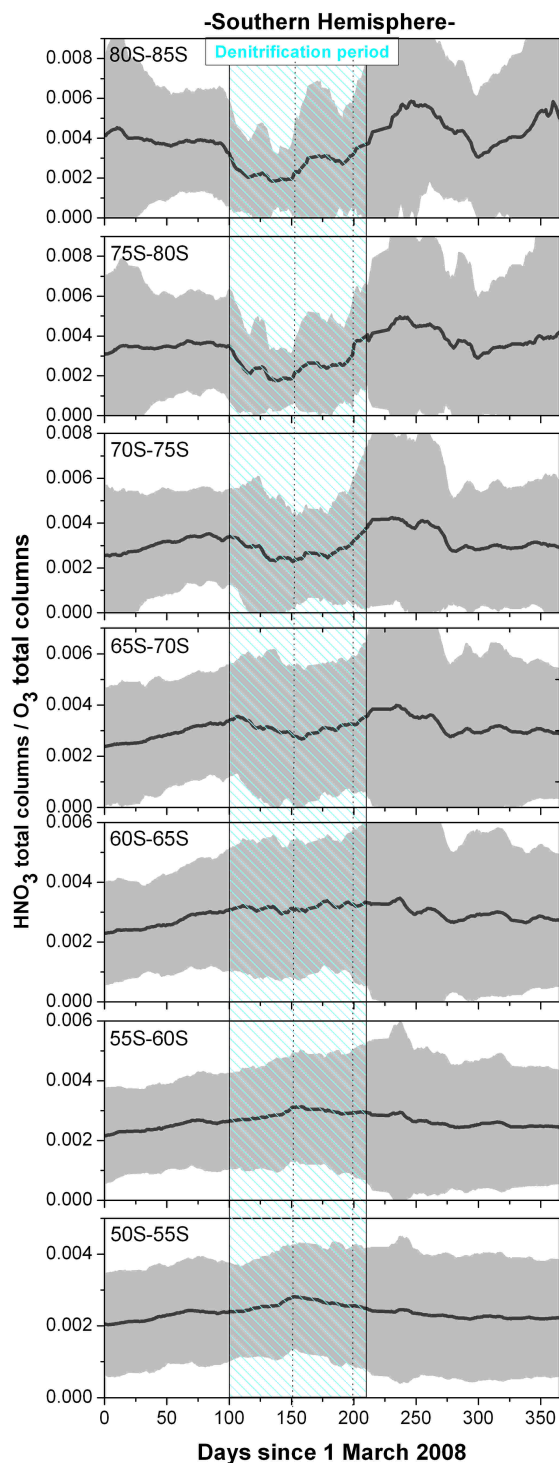 -Southern Hemisphere-
Denitrification period
HNO3 total columns / O3 total columns
80S-85S
0.008
0.006
0.004
0.002
0.000
75S-80S
0.008
0.006
0.004
0.002
0.000
70S-75S
0.008
0.006
0.004
0.002
0.000
65S-70S
0.006
0.004
0.002
0.000
60S-65S
0.006
0.004
0.002
0.000
55S-60S
0.006
0.004
0.002
0.000
50S-55S
0.004
0.002
0.000
0 50 100 150 200 250 300 350
Days since 1 March 2008